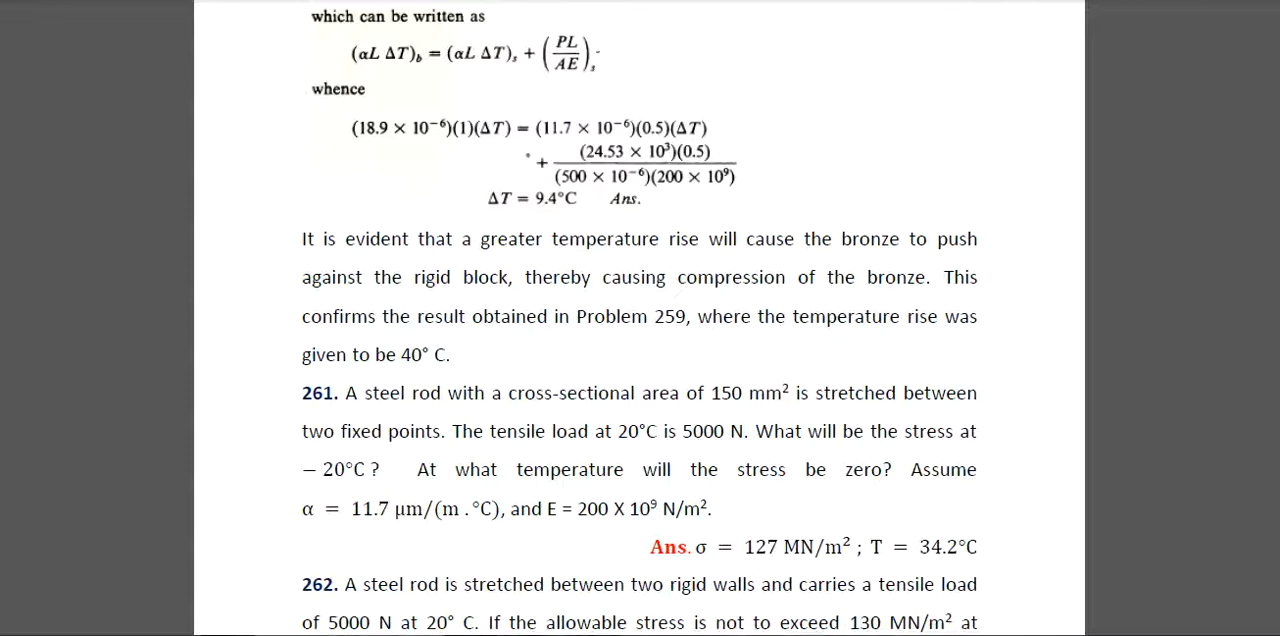 which can be written as
(αL ΔT)b = (αL ΔT)s + (PL/AE)s
whence
(18.9 × 10⁻⁶)(1)(ΔT) = (11.7 × 10⁻⁶)(0.5)(ΔT)
+ (24.53 × 10³)(0.5)
(500 × 10⁻⁶)(200 × 10⁹)
ΔT = 9.4°C Ans.
It is evident that a greater temperature rise will cause the bronze to push
against the rigid block, thereby causing compression of the bronze. This
confirms the result obtained in Problem 259, where the temperature rise was
given to be 40° C.
261. A steel rod with a cross-sectional area of 150 mm² is stretched between
two fixed points. The tensile load at 20°C is 5000 N. What will be the stress at
− 20°C ? At what temperature will the stress be zero? Assume
α = 11.7 μm/(m . °C), and E = 200 X 10⁹ N/m².
Ans. σ = 127 MN/m² ; T = 34.2°C
262. A steel rod is stretched between two rigid walls and carries a tensile load
of 5000 N at 20° C. If the allowable stress is not to exceed 130 MN/m² at